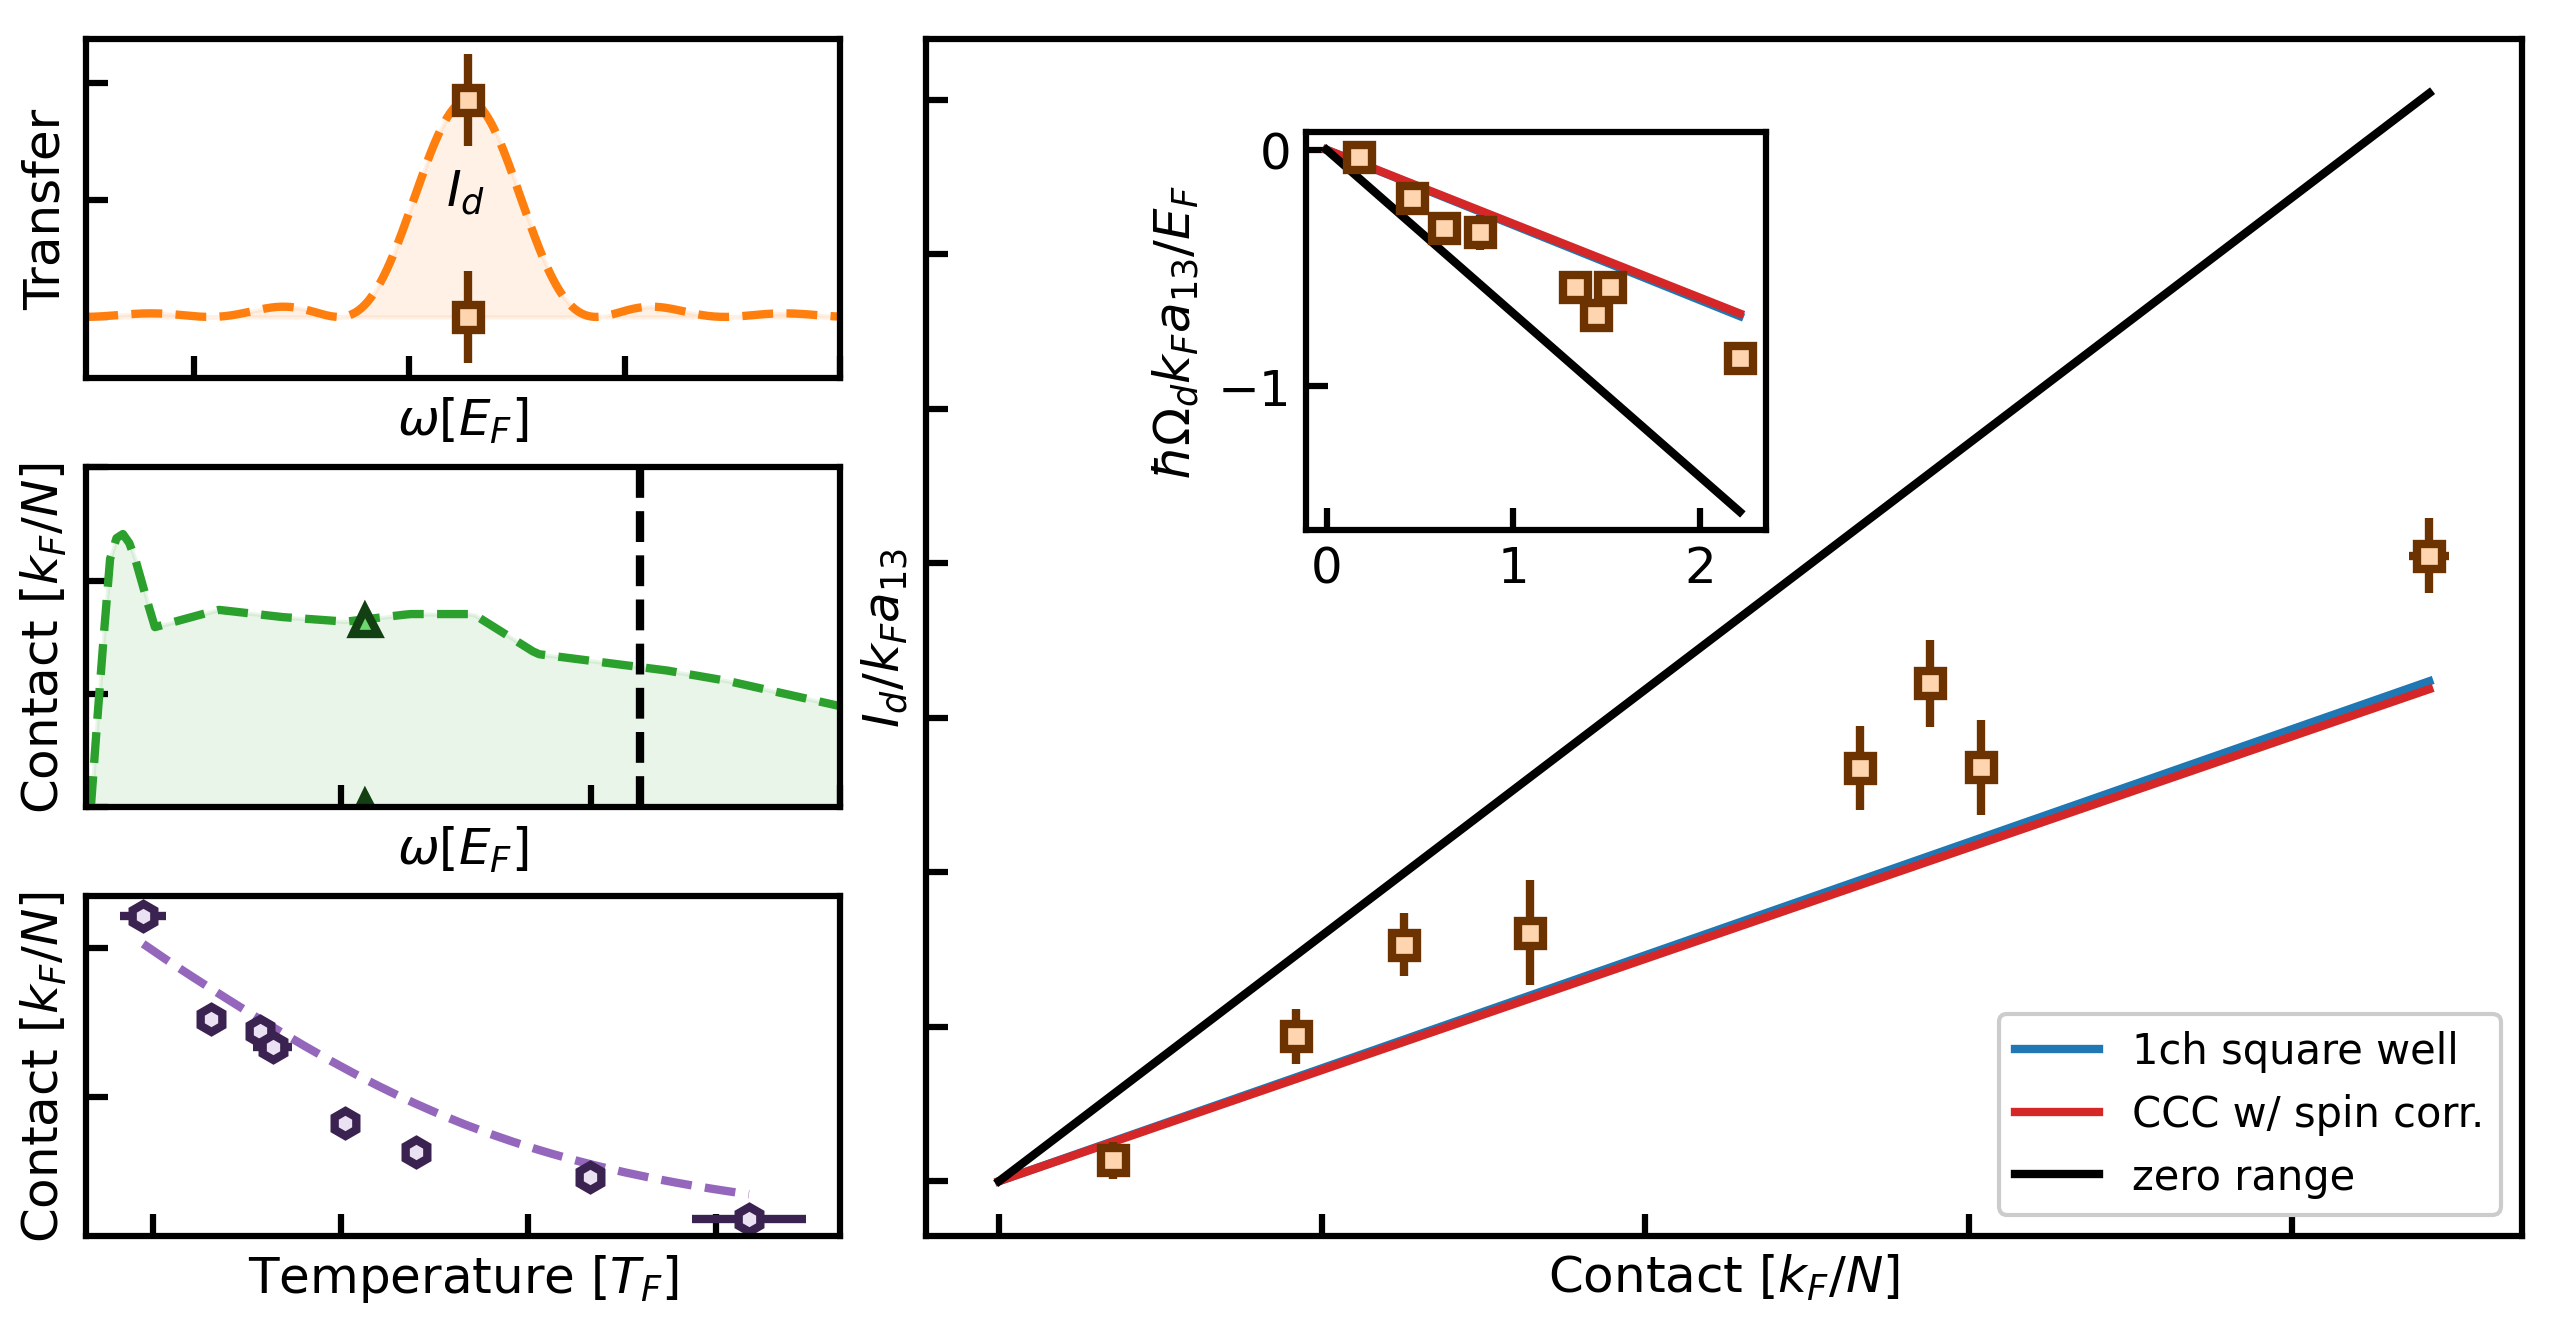 Transfer
I_d
ω[E_F]
Contact [k_F/N]
ω[E_F]
Contact [k_F/N]
Temperature [T_F]
I_d/k_Fa_13
ħΩ_dk_Fa_13/E_F
0
−1
0 1 2
1ch square well
CCC w/ spin corr.
zero range
Contact [k_F/N]